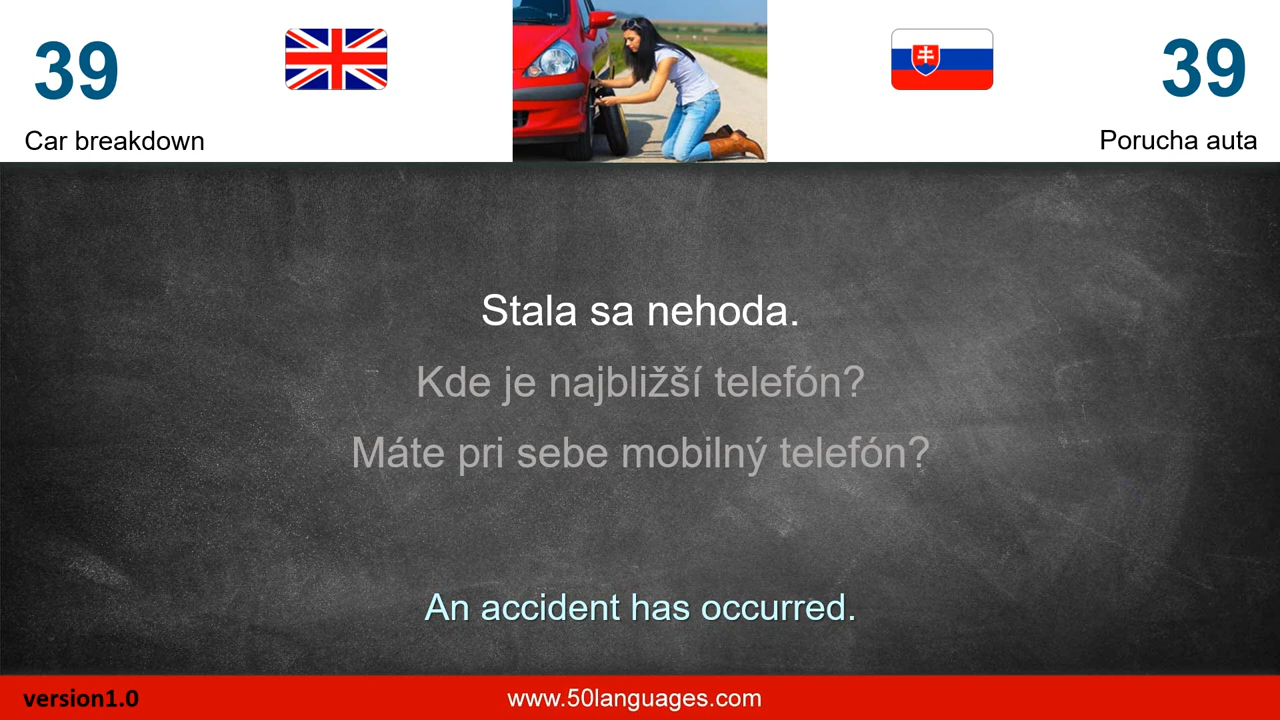 39
39
Car breakdown
Porucha auta
Stala sa nehoda.
Kde je najbližší telefón?
Máte pri sebe mobilný telefón?
An accident has occurred.
version1.0
www.50languages.com